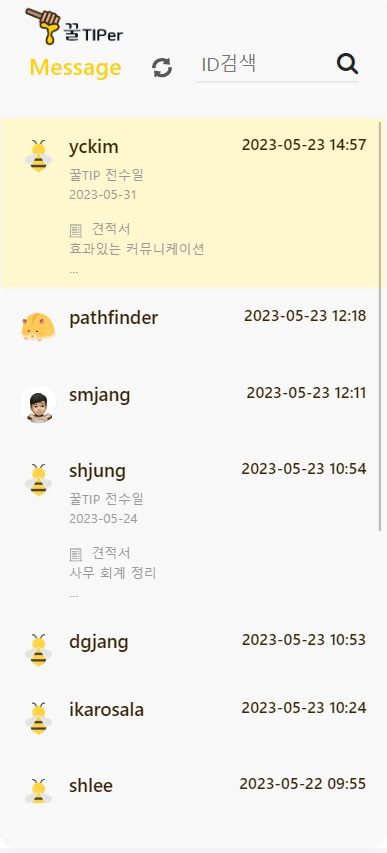 꿀TIPer
Message
ID검색
yckim 2023-05-23 14:57
꿀TIP 전수일
2023-05-31
견적서
효과있는 커뮤니케이션
...
pathfinder 2023-05-23 12:18
smjang 2023-05-23 12:11
shjung 2023-05-23 10:54
꿀TIP 전수일
2023-05-24
견적서
사무 회계 정리
...
dgjang 2023-05-23 10:53
ikarosala 2023-05-23 10:24
shlee 2023-05-22 09:55